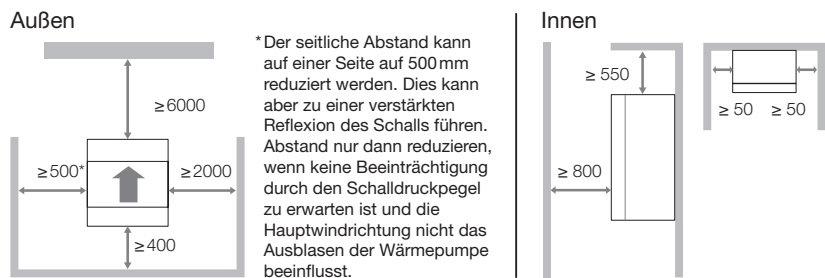 Außen
≥6000
≥500*
≥2000
≥400
*Der seitliche Abstand kann
auf einer Seite auf 500 mm
reduziert werden. Dies kann
aber zu einer verstärkten
Reflexion des Schalls führen.
Abstand nur dann reduzieren,
wenn keine Beeinträchtigung
durch den Schalldruckpegel
zu erwarten ist und die
Hauptwindrichtung nicht das
Ausblasen der Wärmepumpe
beeinflusst.
Innen
≥ 550
≥ 800
≥ 50 ≥ 50